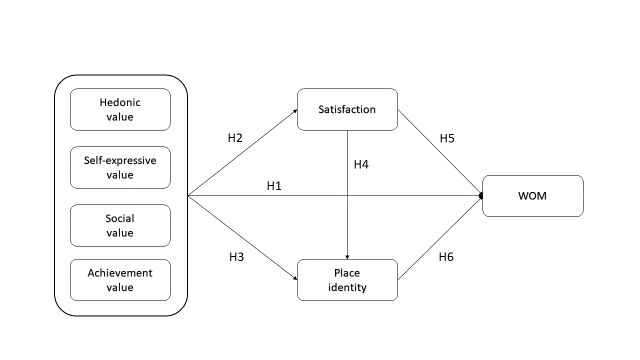 Hedonic
value
Self-expressive
value
Social
value
Achievement
value
H2
H1
H3
Satisfaction
H4
Place
identity
H5
H6
WOM